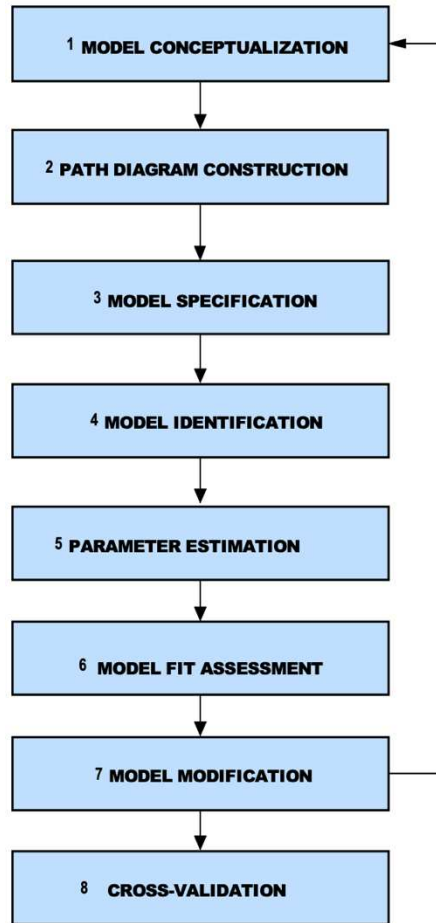 1 MODEL CONCEPTUALIZATION
2 PATH DIAGRAM CONSTRUCTION
3 MODEL SPECIFICATION
4 MODEL IDENTIFICATION
5 PARAMETER ESTIMATION
6 MODEL FIT ASSESSMENT
7 MODEL MODIFICATION
8 CROSS-VALIDATION